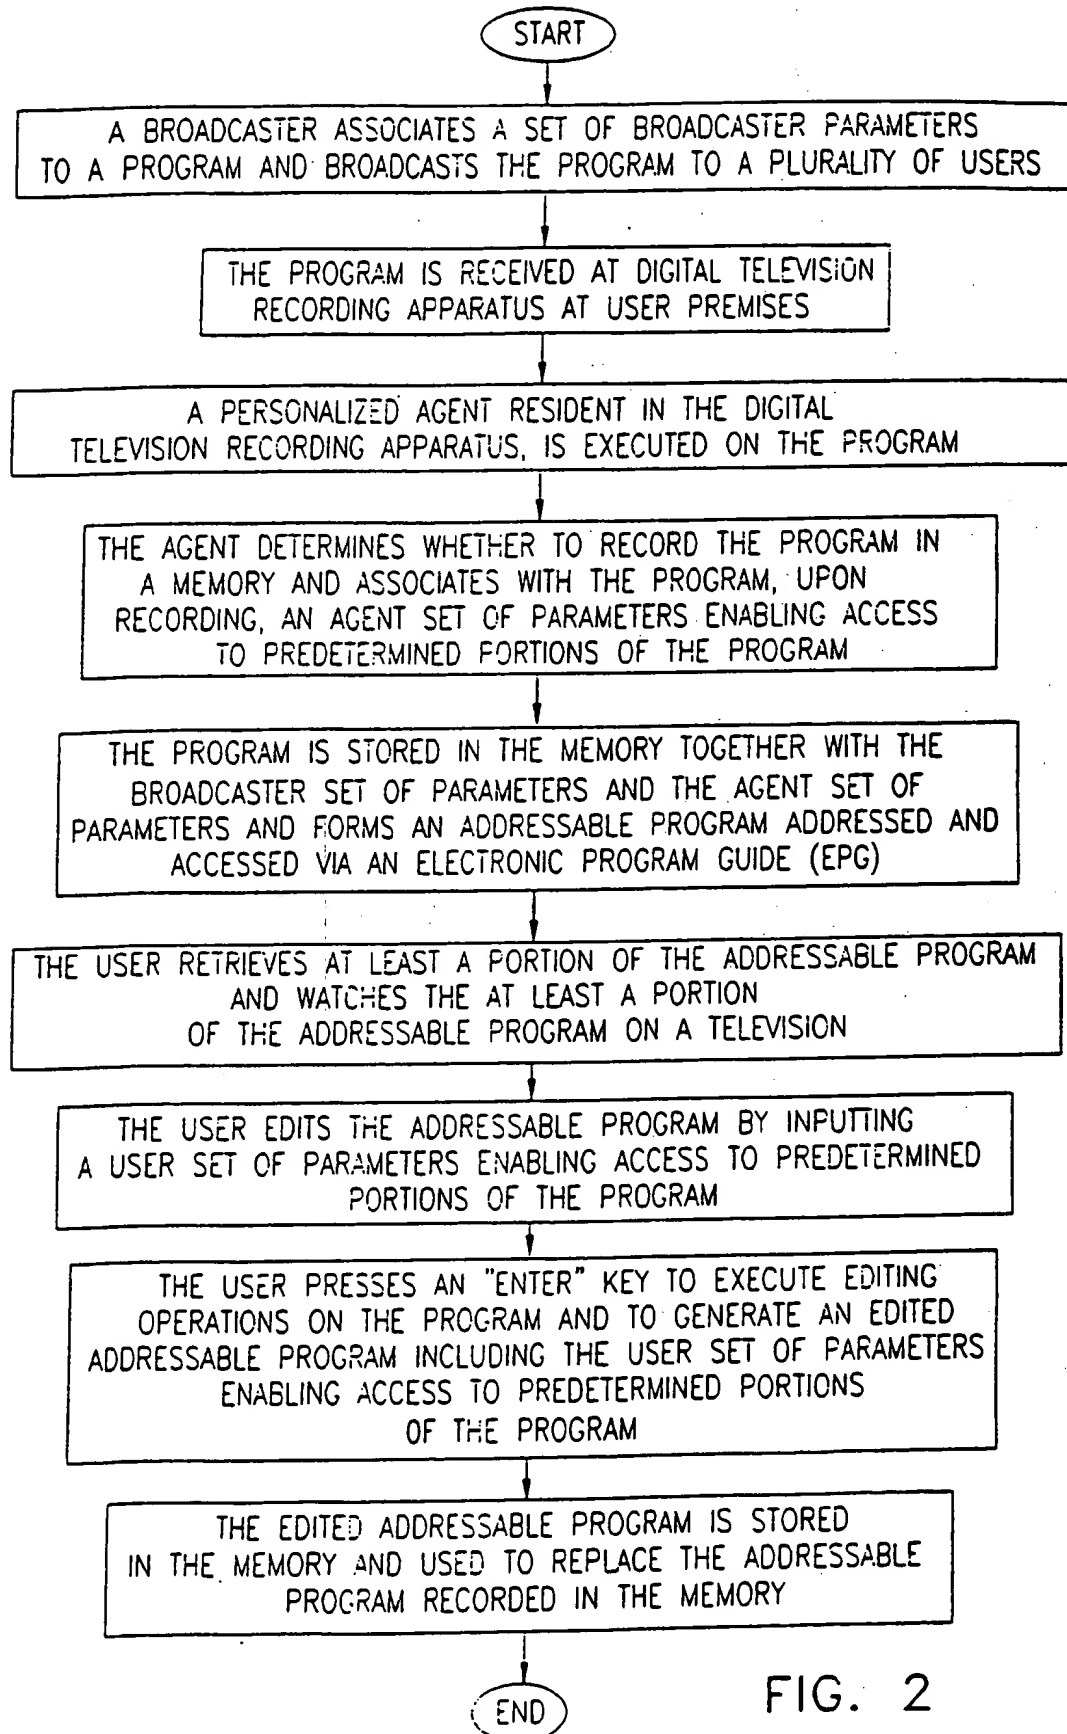 START
A BROADCASTER ASSOCIATES A SET OF BROADCASTER PARAMETERS
TO A PROGRAM AND BROADCASTS THE PROGRAM TO A PLURALITY OF USERS
THE PROGRAM IS RECEIVED AT DIGITAL TELEVISION
RECORDING APPARATUS AT USER PREMISES
A PERSONALIZED AGENT RESIDENT IN THE DIGITAL
TELEVISION RECORDING APPARATUS, IS EXECUTED ON THE PROGRAM
THE AGENT DETERMINES WHETHER TO RECORD THE PROGRAM IN
A MEMORY AND ASSOCIATES WITH THE PROGRAM, UPON
RECORDING, AN AGENT SET OF PARAMETERS ENABLING ACCESS
TO PREDETERMINED PORTIONS OF THE PROGRAM
THE PROGRAM IS STORED IN THE MEMORY TOGETHER WITH THE
BROADCASTER SET OF PARAMETERS AND THE AGENT SET OF
PARAMETERS AND FORMS AN ADDRESSABLE PROGRAM ADDRESSED AND
ACCESSED VIA AN ELECTRONIC PROGRAM GUIDE (EPG)
THE USER RETRIEVES AT LEAST A PORTION OF THE ADDRESSABLE PROGRAM
AND WATCHES THE AT LEAST A PORTION
OF THE ADDRESSABLE PROGRAM ON A TELEVISION
THE USER EDITS THE ADDRESSABLE PROGRAM BY INPUTTING
A USER SET OF PARAMETERS ENABLING ACCESS TO PREDETERMINED
PORTIONS OF THE PROGRAM
THE USER PRESSES AN "ENTER" KEY TO EXECUTE EDITING
OPERATIONS ON THE PROGRAM AND TO GENERATE AN EDITED
ADDRESSABLE PROGRAM INCLUDING THE USER SET OF PARAMETERS
ENABLING ACCESS TO PREDETERMINED PORTIONS
OF THE PROGRAM
THE EDITED ADDRESSABLE PROGRAM IS STORED
IN THE MEMORY AND USED TO REPLACE THE ADDRESSABLE
PROGRAM RECORDED IN THE MEMORY
END
FIG. 2